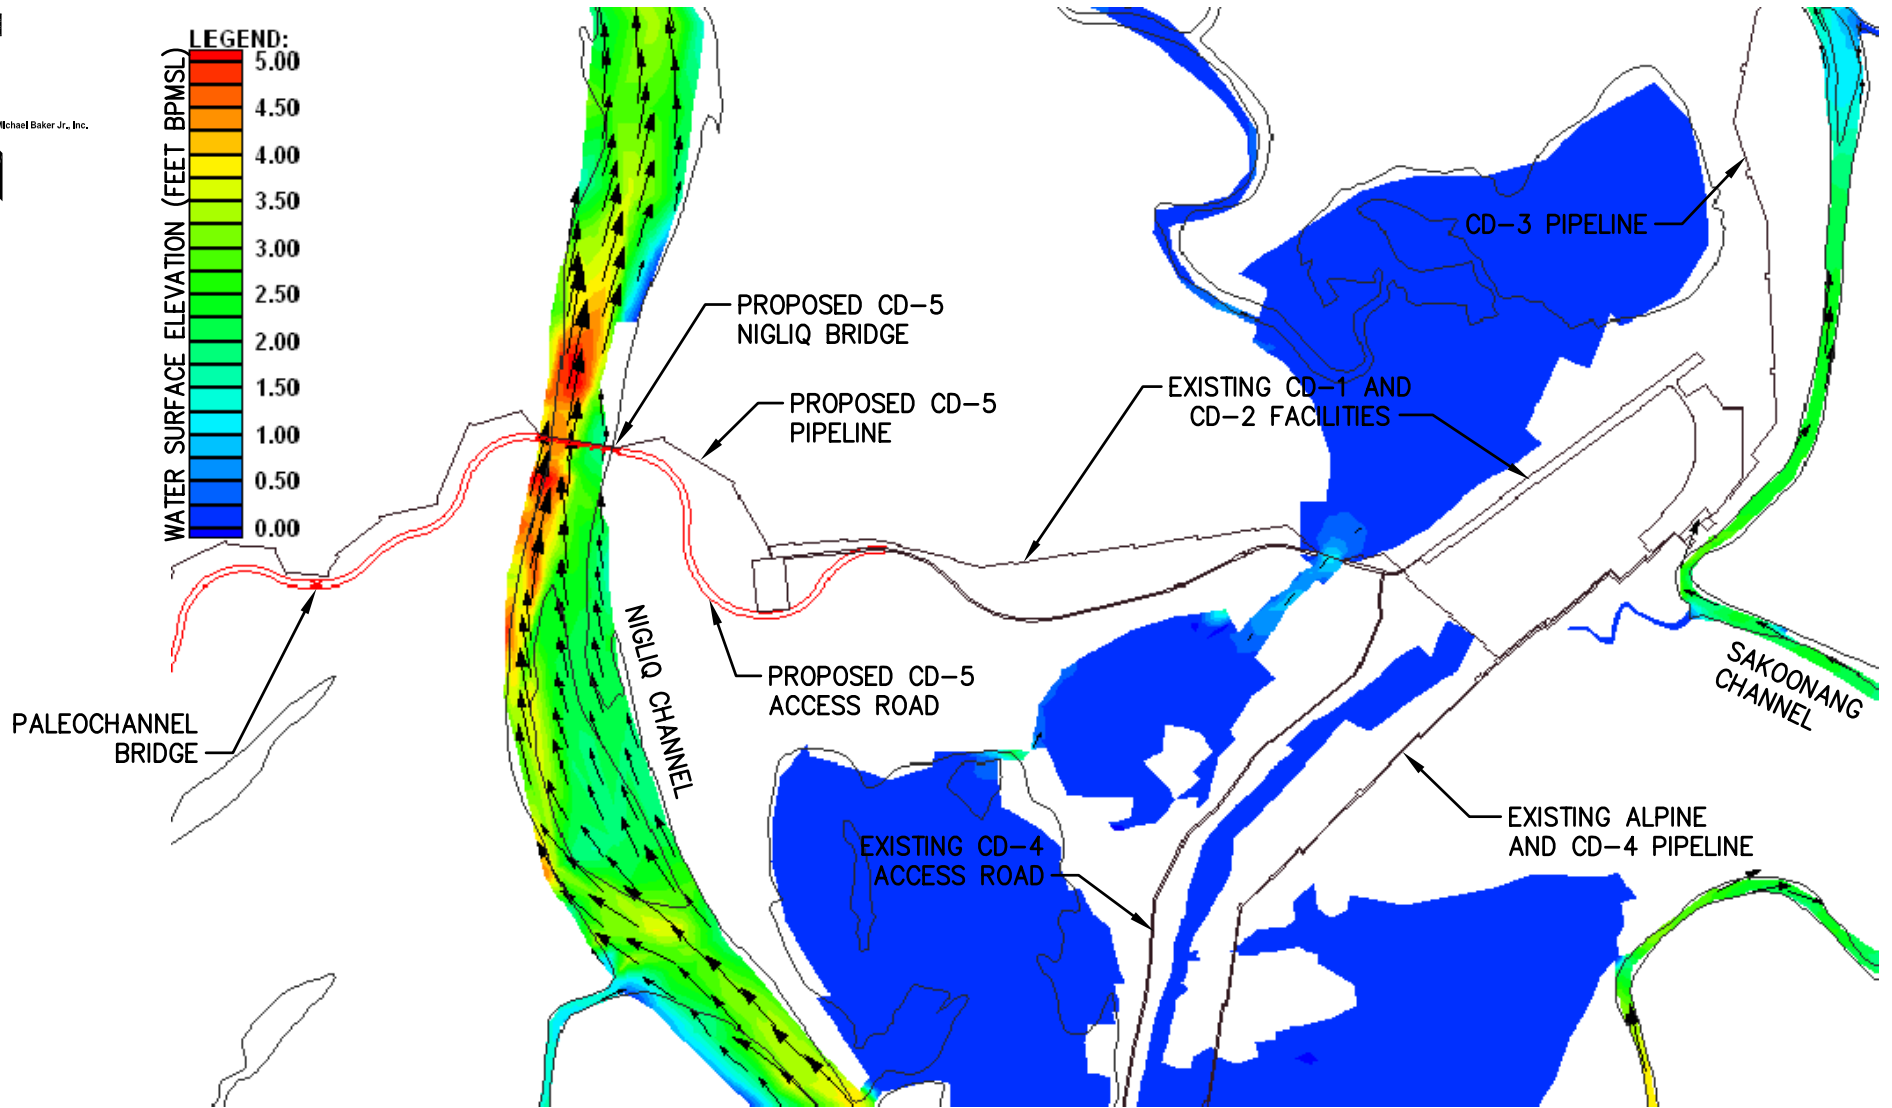 LEGEND:
WATER SURFACE ELEVATION (FEET BPMSL)
5.00
4.50
4.00
3.50
3.00
2.50
2.00
1.50
1.00
0.50
0.00
Michael Baker Jr., Inc.
CD-3 PIPELINE
PROPOSED CD-5
NIGLIQ BRIDGE
PROPOSED CD-5
PIPELINE
EXISTING CD-1 AND
CD-2 FACILITIES
NIGLIQ CHANNEL
PROPOSED CD-5
ACCESS ROAD
SAKOONANG
CHANNEL
PALEOCHANNEL
BRIDGE
EXISTING CD-4
ACCESS ROAD
EXISTING ALPINE
AND CD-4 PIPELINE